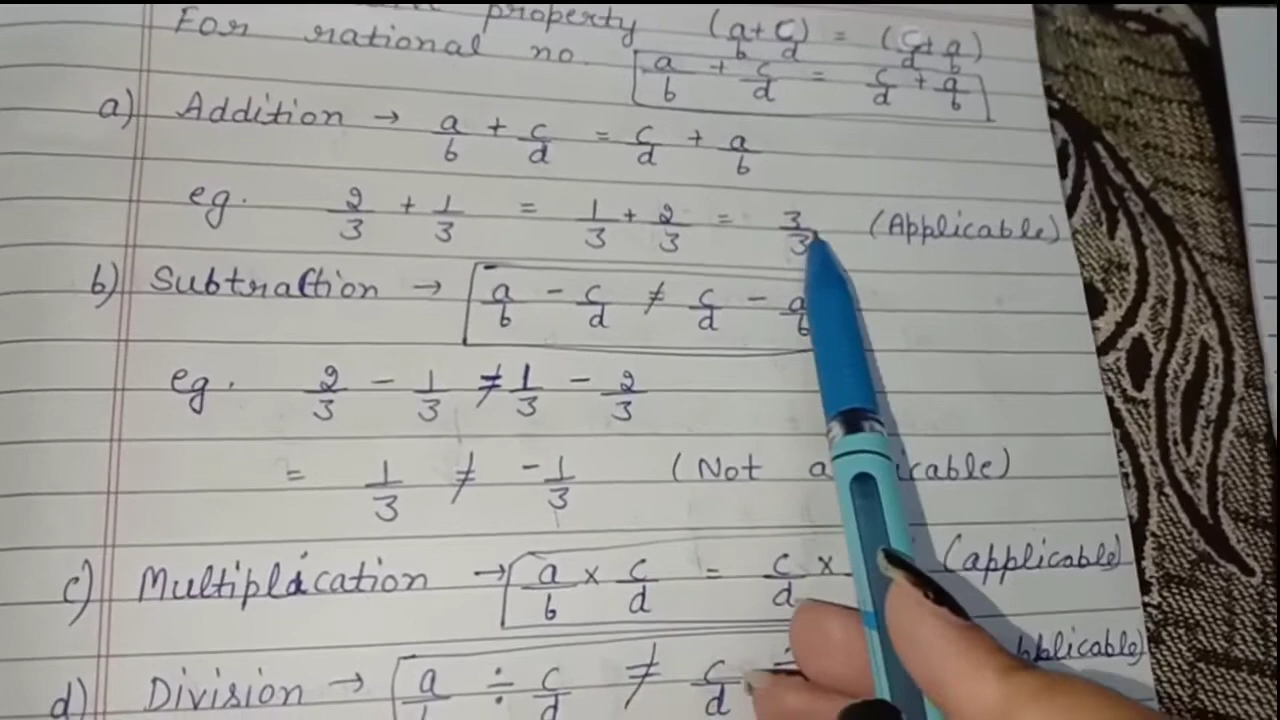 property (a/b + c/d) = (c/d + a/b)
For rational no. a/b + c/d = c/d + a/b
a) Addition → a/b + c/d = c/d + a/b
eg. 2/3 + 1/3 = 1/3 + 2/3 = 3/3 (Applicable)
b) Subtraction → a/b - c/d ≠ c/d - a/b
eg. 2/3 - 1/3 ≠ 1/3 - 2/3
= 1/3 ≠ -1/3 (Not
c) Multiplication → a/b × c/d = c/d × (applicable)
d) Division → a ÷ c/d ≠ c/d